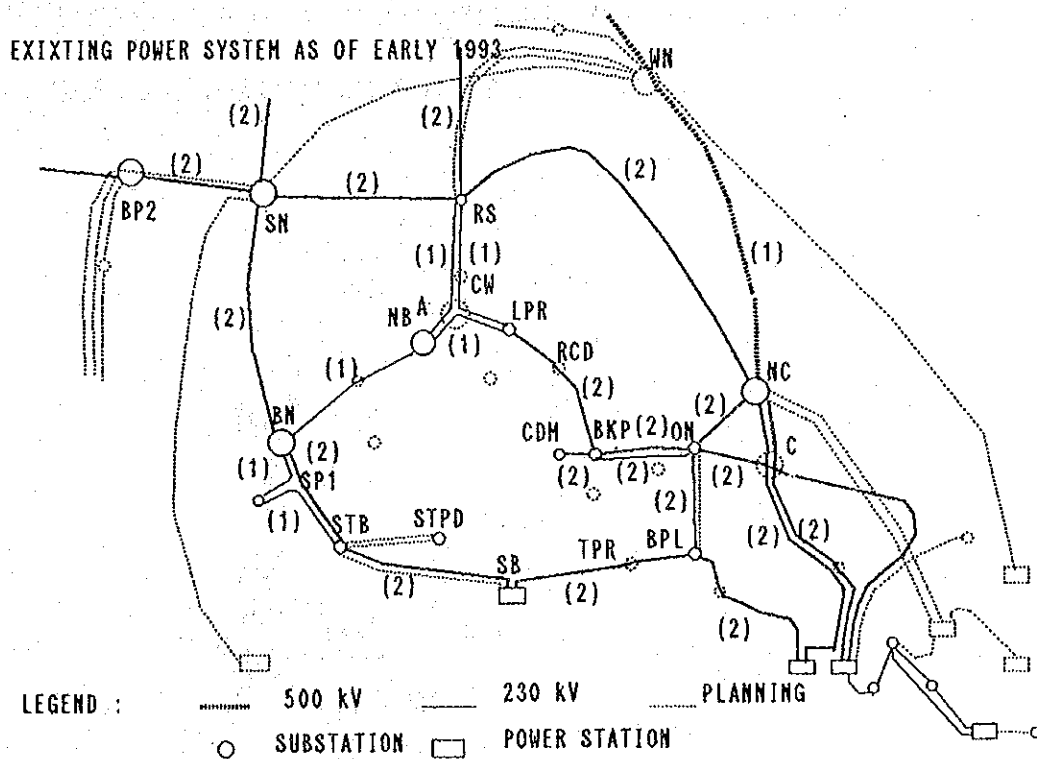 EXIXTING POWER SYSTEM AS OF EARLY 1993
WN
(2)
(2)
(2)
(2)
(2)
BP2
SN
RS
(1)
(1)
(1)
CW
(2)
NB
A
LPR
(1)
(1)
RCD
NC
(2)
(2)
BN
(2)
CDM
BKP
(2)
ON
C
(1)
SP1
(2)
(2)
(2)
(1)
STB
STPD
(2)
(2)
(2)
SB
TPR
BPL
(2)
(2)
(2)
LEGEND :
500 kV
230 kV
PLANNING
SUBSTATION
POWER STATION